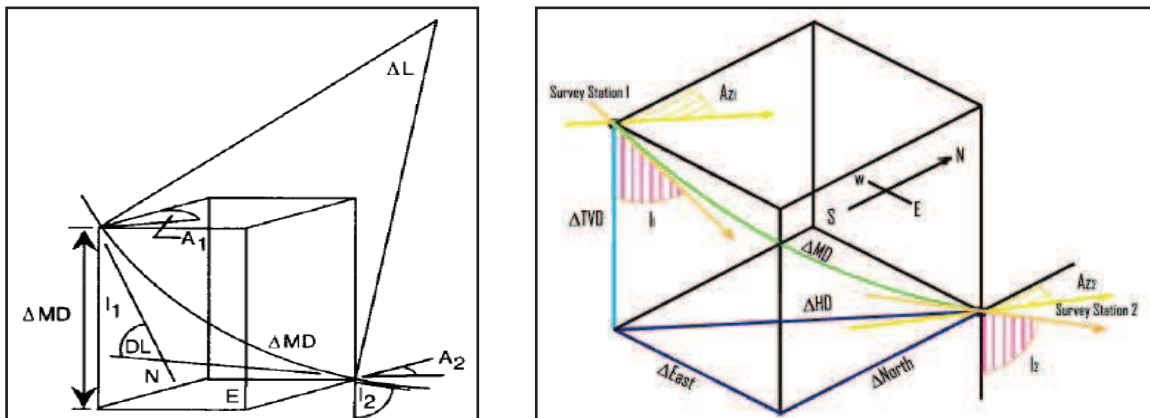 ΔL
A1
I1
ΔMD
ΔMD
DL
N
E
A2
I2
Survey Station 1
Az1
N
W
E
S
ΔTVD
I1
ΔMD
ΔHD
Az2
Survey Station 2
ΔEast
ΔNorth
I2